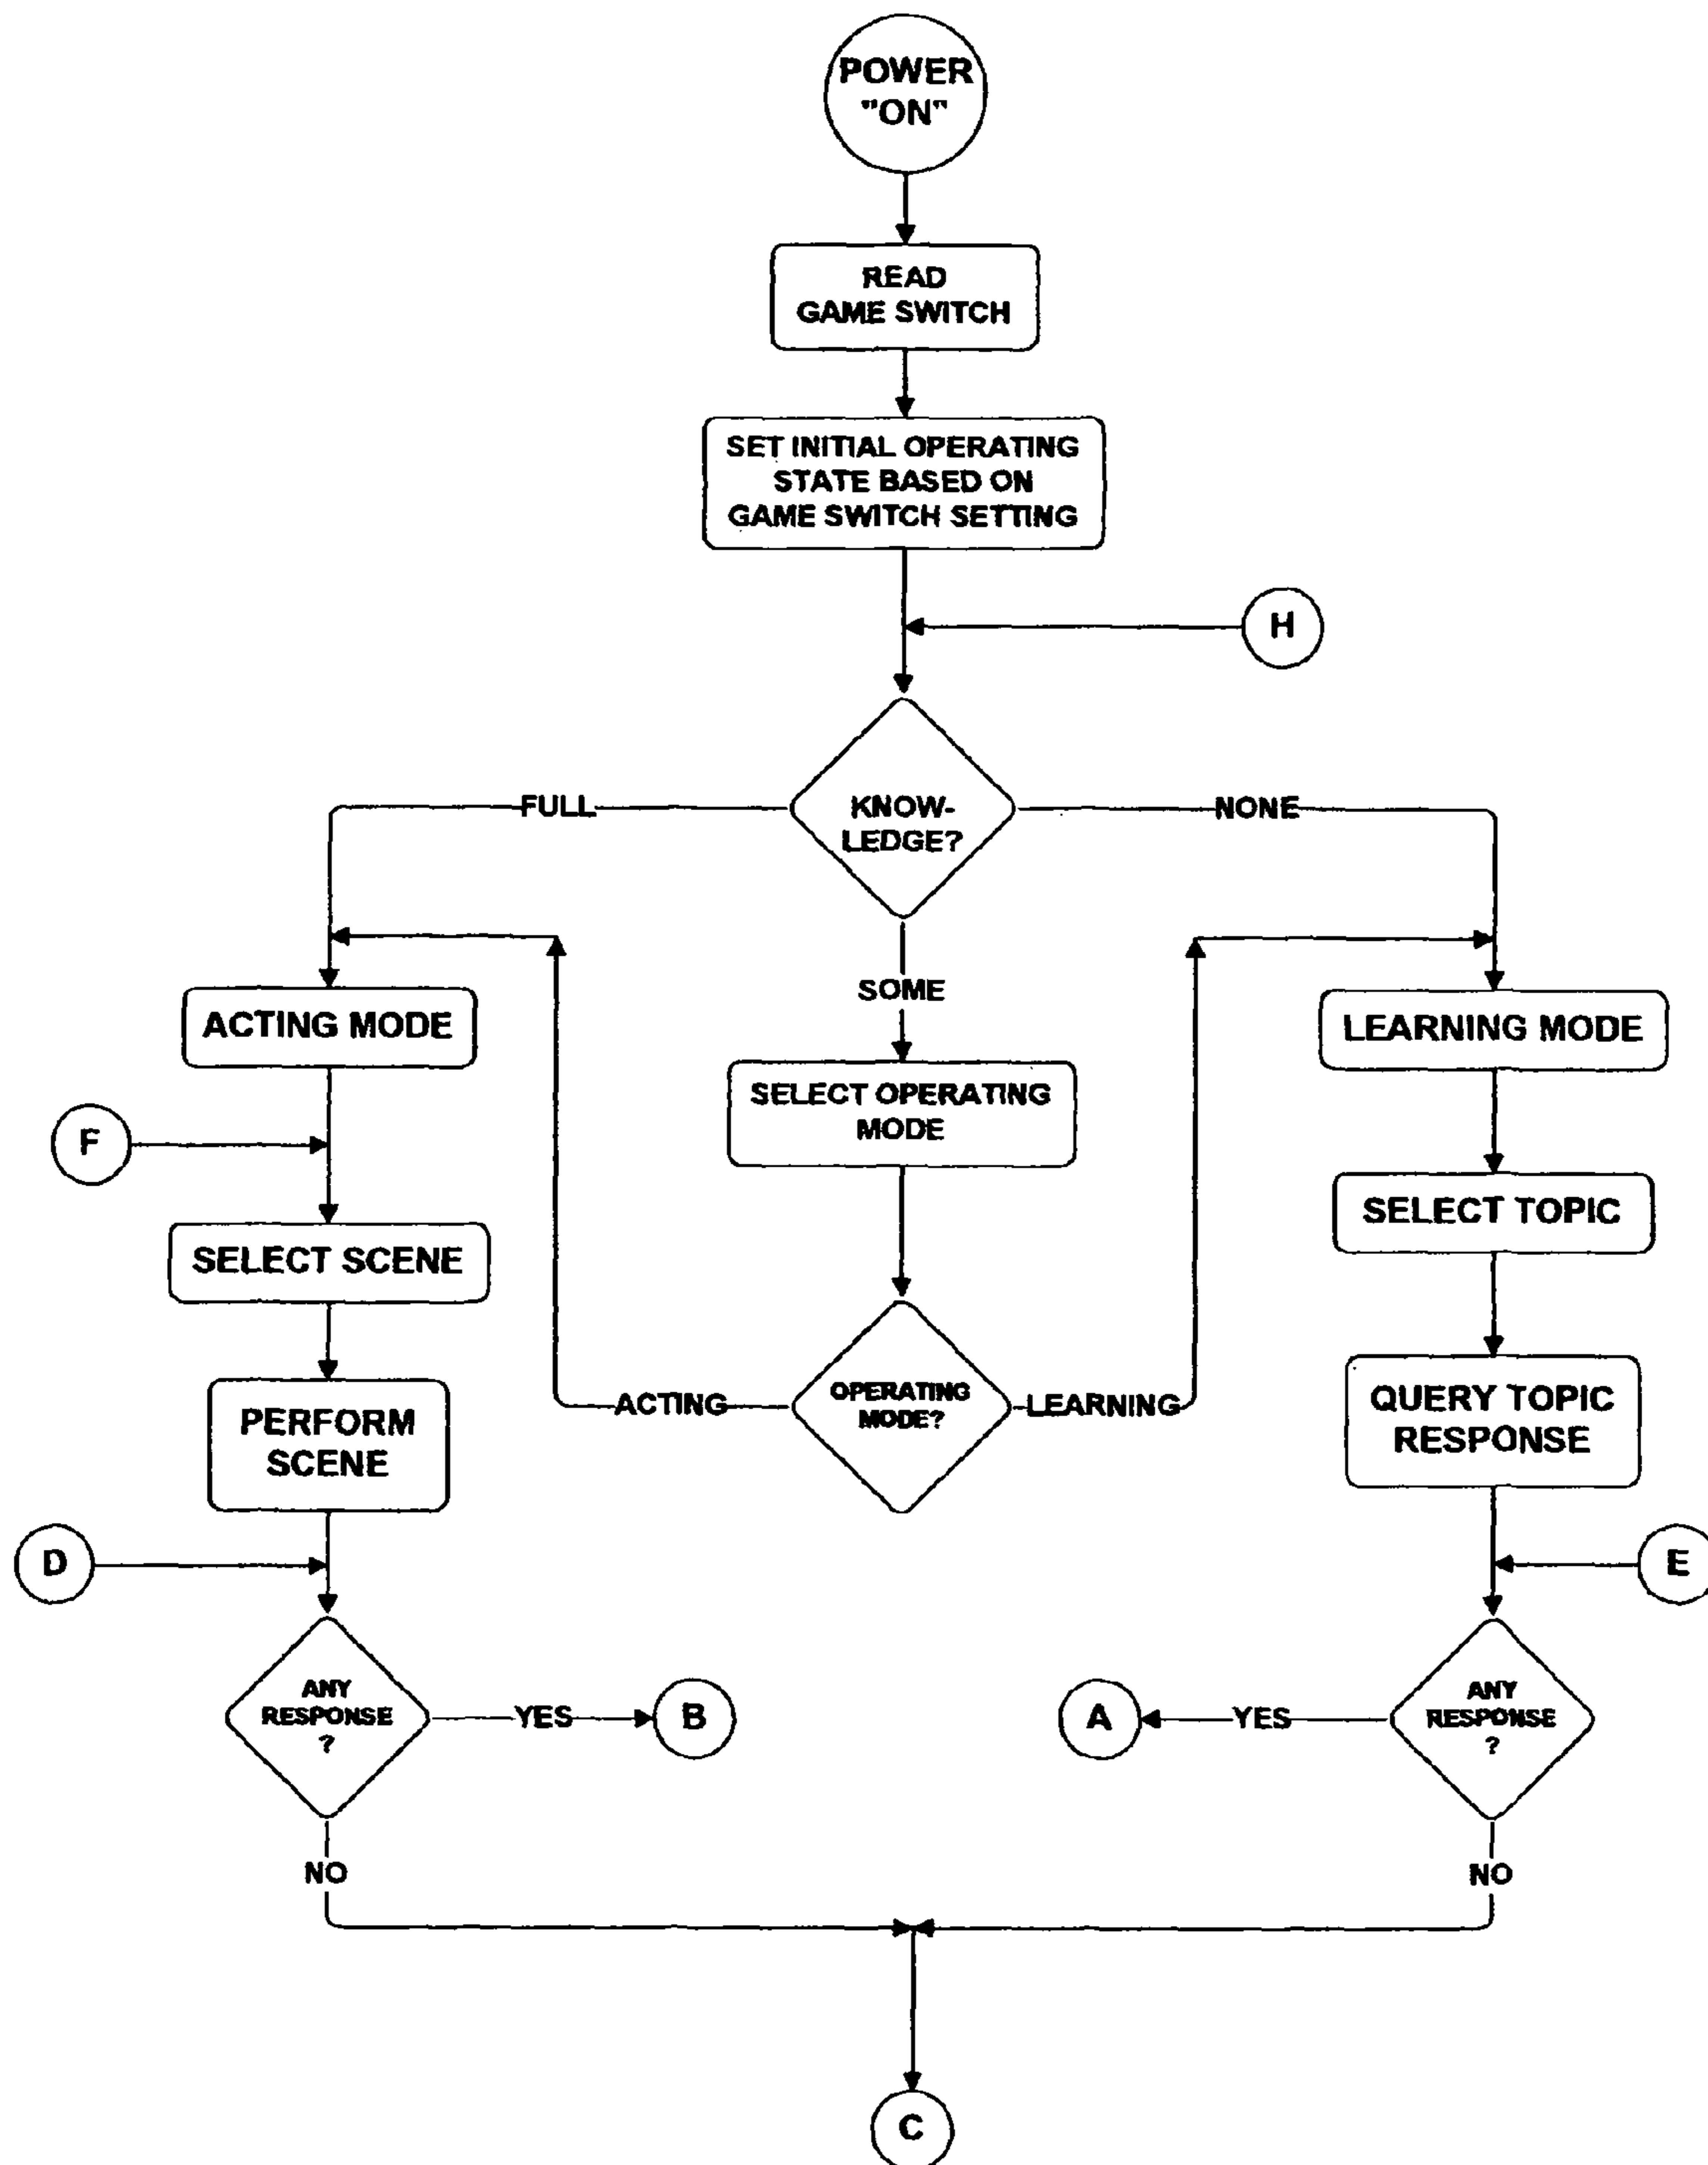 POWER
"ON"
READ
GAME SWITCH
SET INITIAL OPERATING
STATE BASED ON
GAME SWITCH SETTING
H
FULL
KNOW-
LEDGE?
NONE
SOME
ACTING MODE
LEARNING MODE
SELECT OPERATING
MODE
F
SELECT TOPIC
SELECT SCENE
ACTING
OPERATING
MODE?
LEARNING
PERFORM
SCENE
QUERY TOPIC
RESPONSE
D
E
ANY
RESPONSE
?
YES
B
A
YES
ANY
RESPONSE
?
NO
NO
C